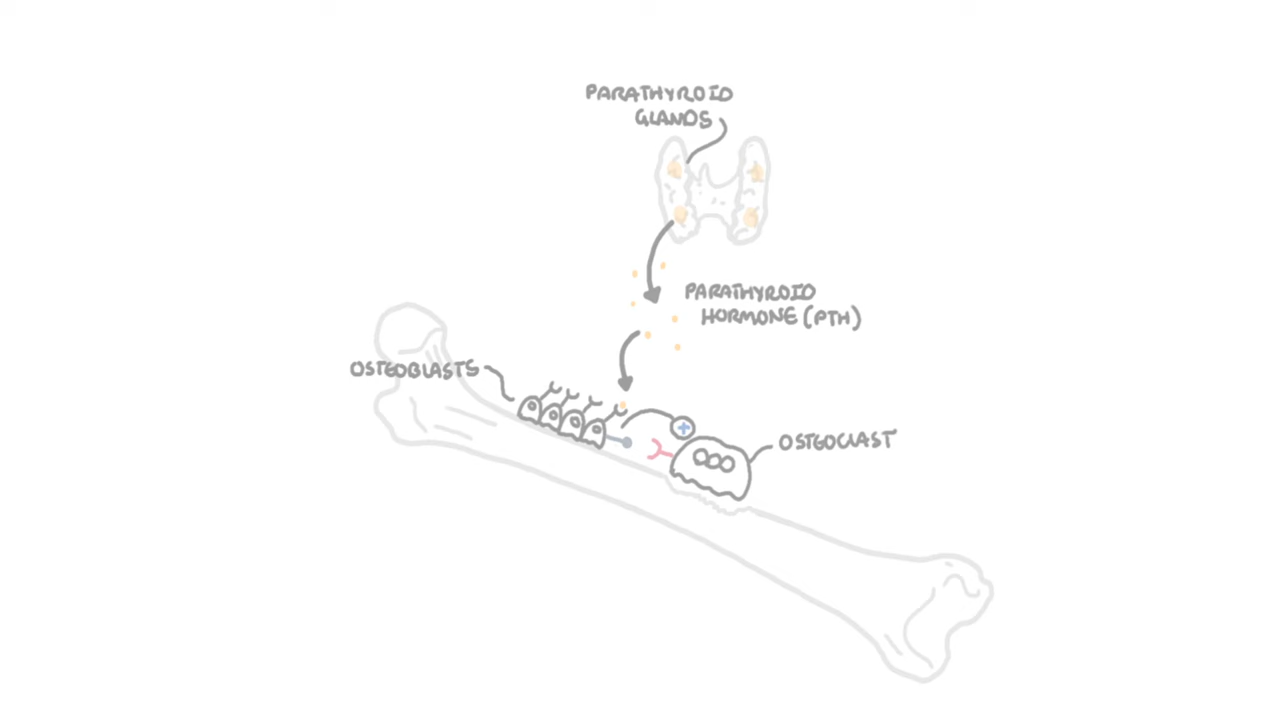 PARATHYROID
GLANDS
PARATHYROID
HORMONE (PTH)
OSTEOBLASTS
+
OSTEOCLAST